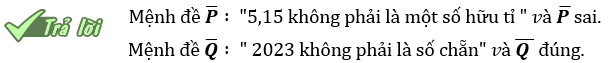 Trả lời
Mệnh đề P̅ : "5,15 không phải là một số hữu tỉ " và P̅ sai.
Mệnh đề Q̅ : " 2023 không phải là số chẵn" và Q̅ đúng.